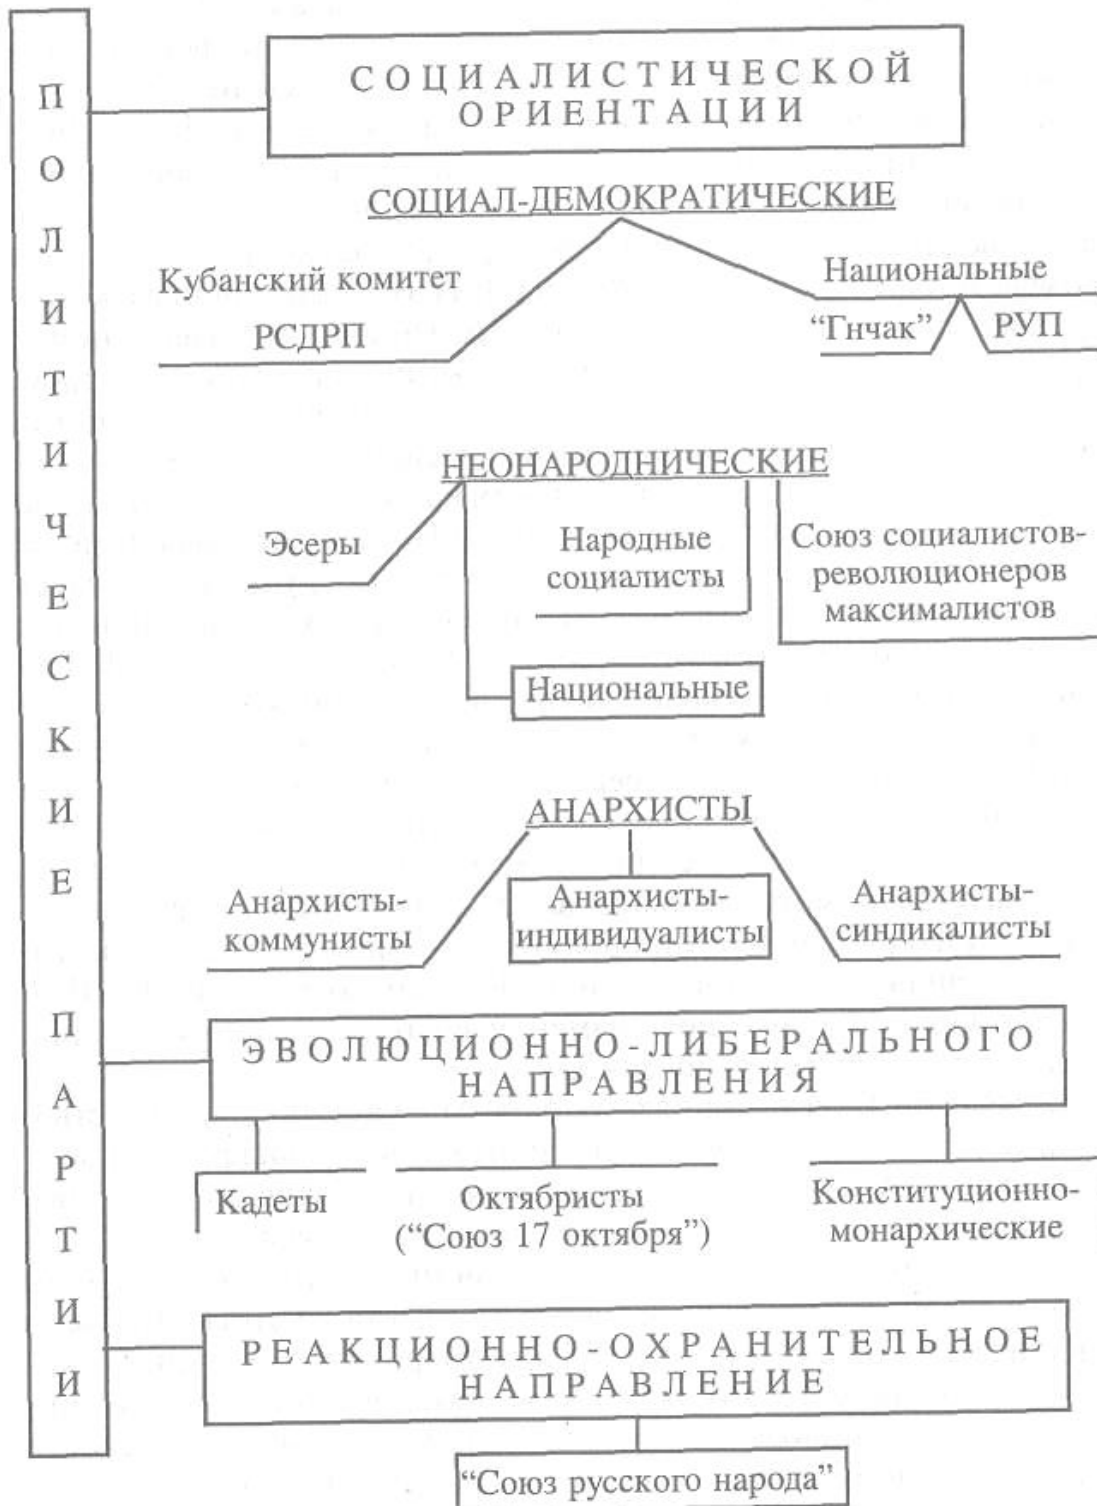 ПОЛИТИЧЕСКИЕ ПАРТИИ
СОЦИАЛИСТИЧЕСКОЙ
ОРИЕНТАЦИИ
СОЦИАЛ-ДЕМОКРАТИЧЕСКИЕ
Кубанский комитет
РСДРП
Национальные
“Гнчак” РУП
НЕОНАРОДНИЧЕСКИЕ
Эсеры
Народные
социалисты
Союз социалистов-
революционеров
максималистов
Национальные
АНАРХИСТЫ
Анархисты-
коммунисты
Анархисты-
индивидуалисты
Анархисты-
синдикалисты
ЭВОЛЮЦИОННО-ЛИБЕРАЛЬНОГО
НАПРАВЛЕНИЯ
Кадеты
Октябристы
(“Союз 17 октября”)
Конституционно-
монархические
РЕАКЦИОННО-ОХРАНИТЕЛЬНОЕ
НАПРАВЛЕНИЕ
“Союз русского народа”